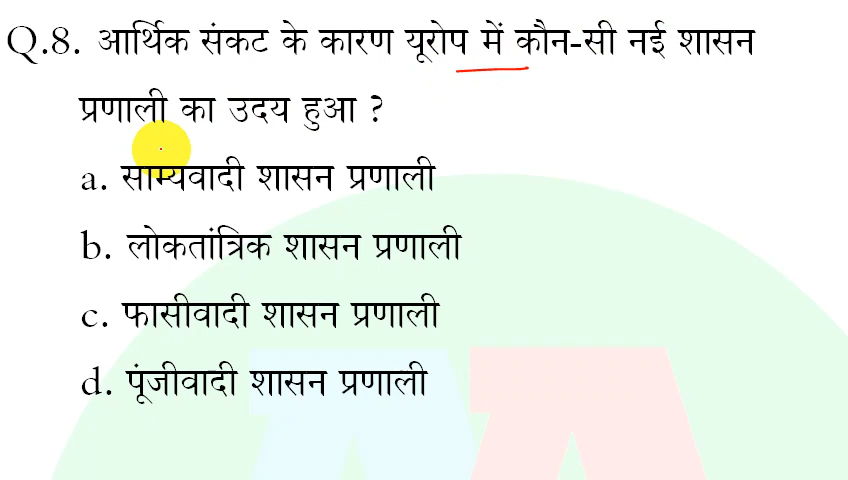 Q.8. आर्थिक संकट के कारण यूरोप में कौन-सी नई शासन
प्रणाली का उदय हुआ ?
a. साम्यवादी शासन प्रणाली
b. लोकतांत्रिक शासन प्रणाली
c. फासीवादी शासन प्रणाली
d. पूंजीवादी शासन प्रणाली